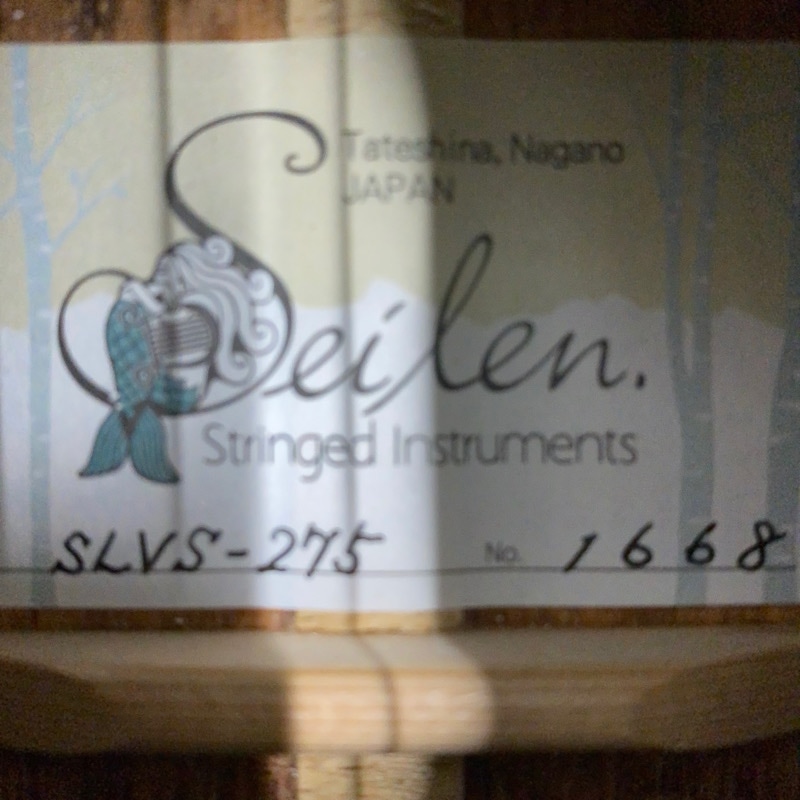 Tateshina, Nagano
JAPAN
Seilen.
Stringed Instruments
SLVS-275 No. 1668